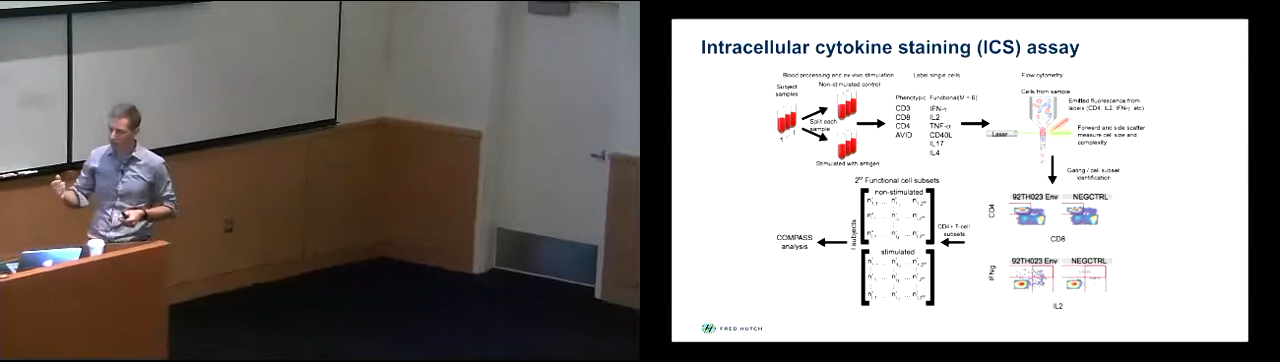 Intracellular cytokine staining (ICS) assay
Blood processing and ex-vivo stimulation
Label single cells
Flow cytometry
Subject
samples
Non-stimulated control
Split each
sample
Stimulated with antigen
Phenotypic Functional(M = 6)
CD3 IFN-γ
CD8 IL2
CD4 TNF-α
AVID CD40L
IL17
IL4
Cells from sample
Emitted fluorescence from
labels (CD4, IL2, IFN-γ, etc)
Laser
Forward and side scatter
measure cell size and
complexity
Gating / cell subset
identification
92TH023 Env NEGCTRL
CD4
CD8
92TH023 Env NEGCTRL
IFNg
IL2
CD4+ T-cell
subsets
2ᴹ Functional cell subsets
non-stimulated
I subjects
stimulated
COMPASS
analysis
FRED HUTCH